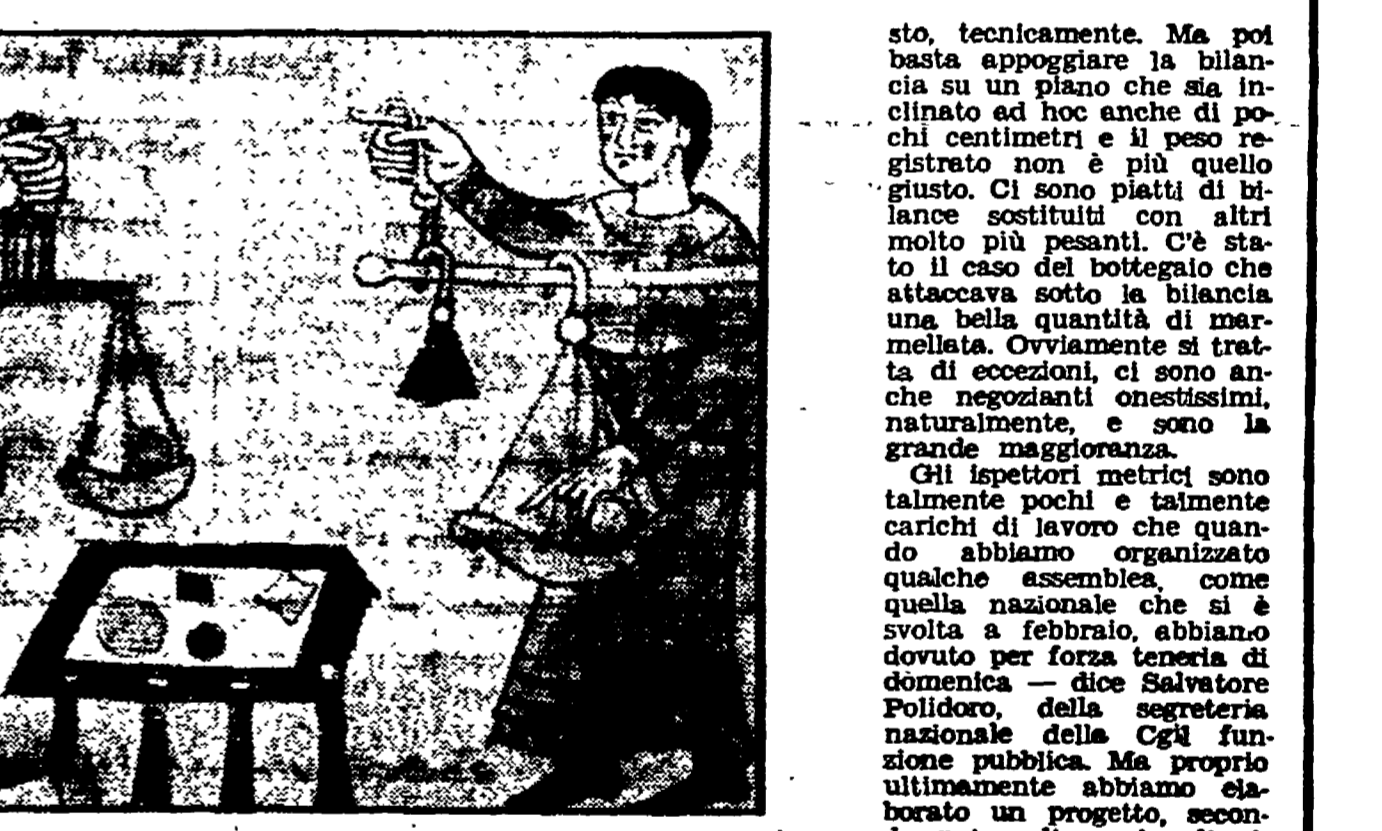 sto, tecnicamente. Ma poi
basta appoggiare la bilan-
cia su un piano che sia in-
clinato ad hoc anche di po-
chi centimetri e il peso re-
gistrato non è più quello
giusto. Ci sono piatti di bi-
lance sostituiti con altri
molto più pesanti. C'è sta-
to il caso del bottegaio che
attaccava sotto la bilancia
una bella quantità di mar-
mellata. Ovviamente si trat-
ta di eccezioni, ci sono an-
che negozianti onestissimi,
naturalmente, e sono la
grande maggioranza.
Gli ispettori metrici sono
talmente pochi e talmente
carichi di lavoro che quan-
do abbiamo organizzato
qualche assemblea, come
quella nazionale che si è
svolta a febbraio, abbiamo
dovuto per forza tenerla di
domenica — dice Salvatore
Polidoro, della segreteria
nazionale della Cgil fun-
zione pubblica. Ma proprio
ultimamente abbiamo ela-
borato un progetto, secon-